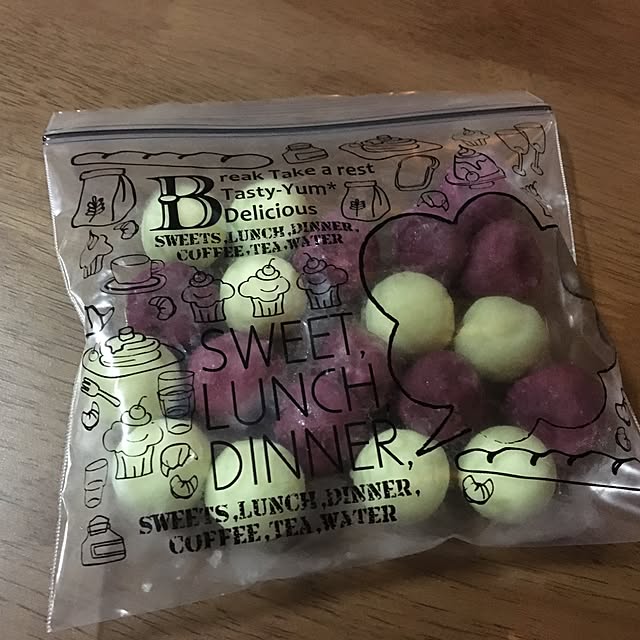 Break Take a rest
Tasty-Yum*
Delicious
SWEETS,LUNCH,DINNER,
COFFEE,TEA,WATER
SWEET,
LUNCH
DINNER,
SWEETS,LUNCH,DINNER,
COFFEE,TEA,WATER